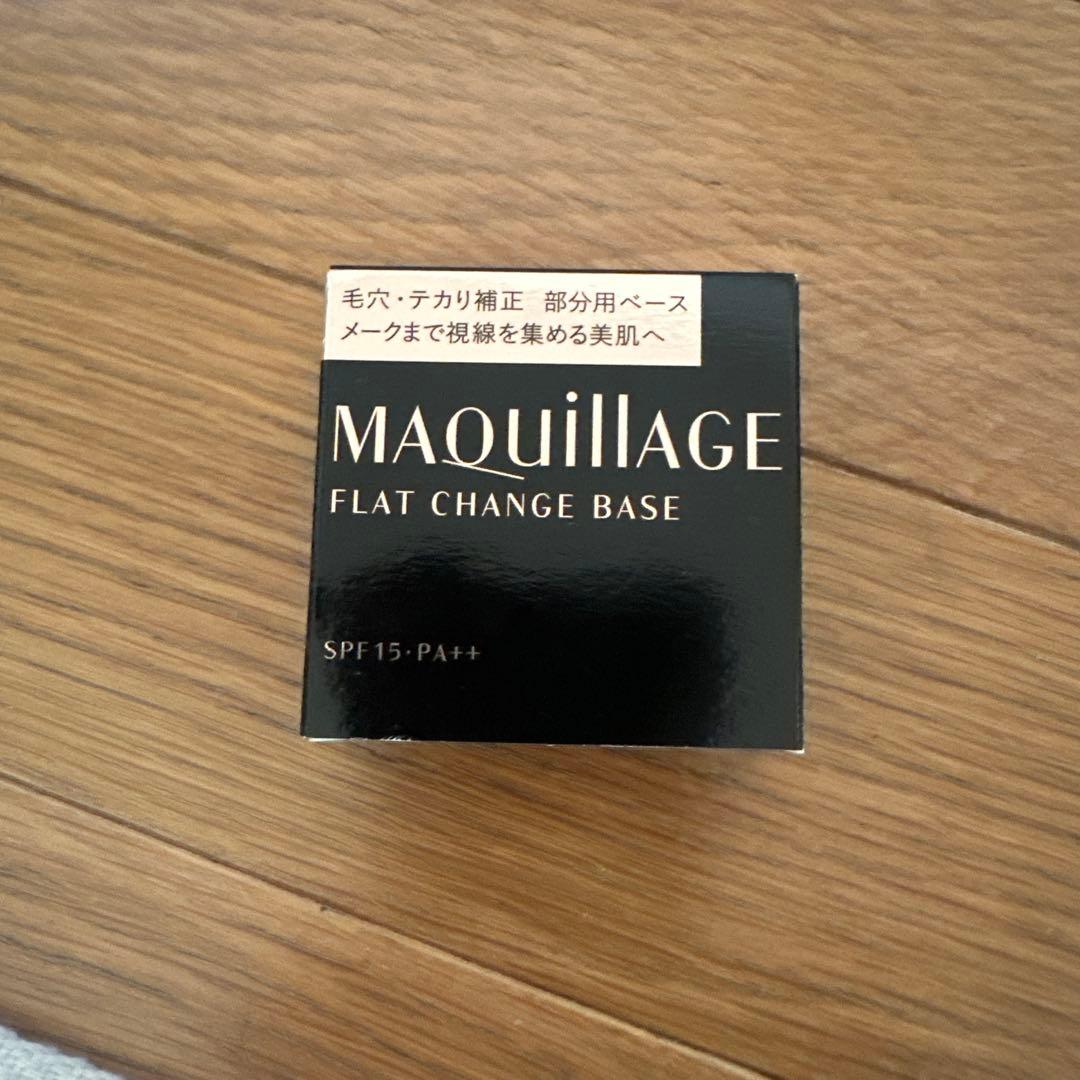 毛穴・テカり補正 部分用ベース
メークまで視線を集める美肌へ
MAQuillAGE
FLAT CHANGE BASE
SPF15・PA++